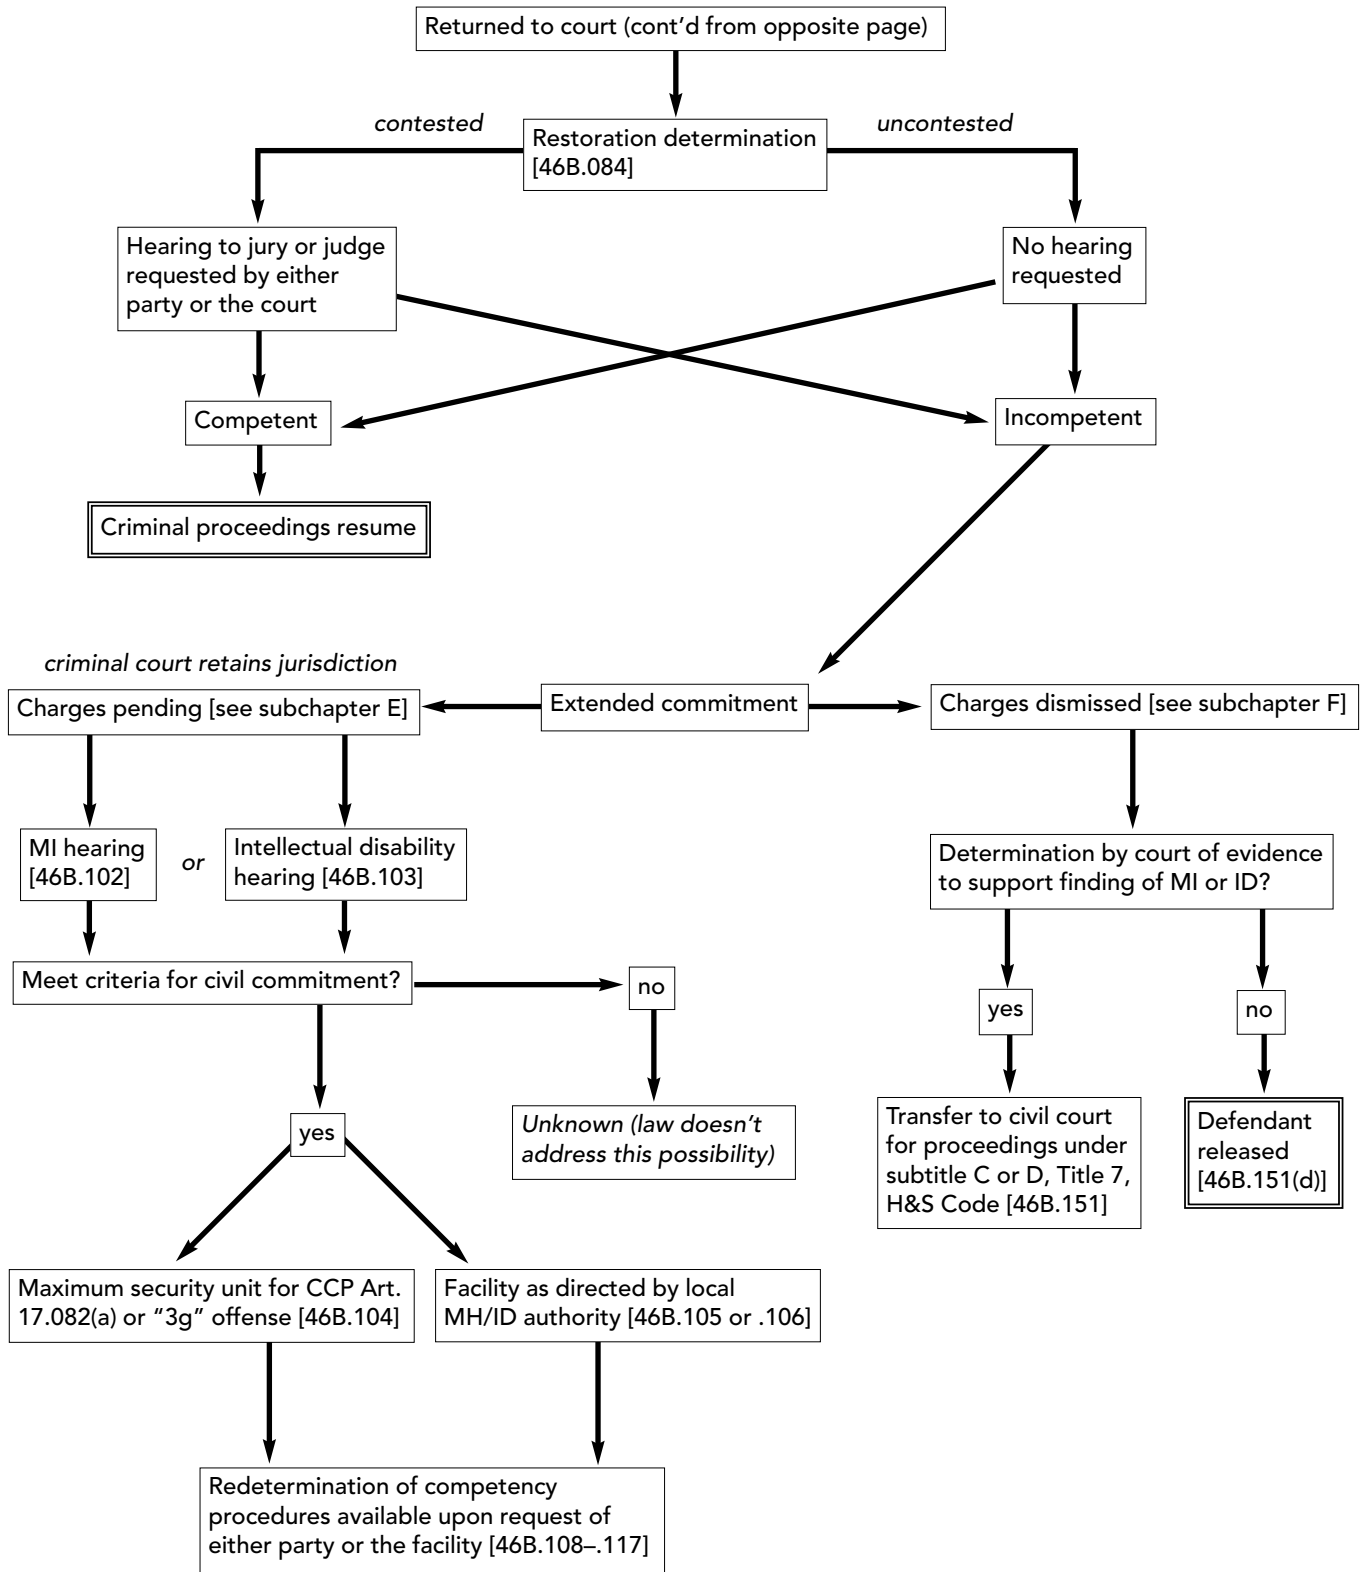 Returned to court (cont’d from opposite page)
contested
uncontested
Restoration determination
[46B.084]
Hearing to jury or judge
requested by either
party or the court
No hearing
requested
Competent
Incompetent
Criminal proceedings resume
criminal court retains jurisdiction
Charges pending [see subchapter E]
Extended commitment
Charges dismissed [see subchapter F]
MI hearing
[46B.102]
or
Intellectual disability
hearing [46B.103]
Determination by court of evidence
to support finding of MI or ID?
Meet criteria for civil commitment?
no
yes
no
yes
Unknown (law doesn’t
address this possibility)
Transfer to civil court
for proceedings under
subtitle C or D, Title 7,
H&S Code [46B.151]
Defendant
released
[46B.151(d)]
Maximum security unit for CCP Art.
17.082(a) or “3g” offense [46B.104]
Facility as directed by local
MH/ID authority [46B.105 or .106]
Redetermination of competency
procedures available upon request of
either party or the facility [46B.108–.117]